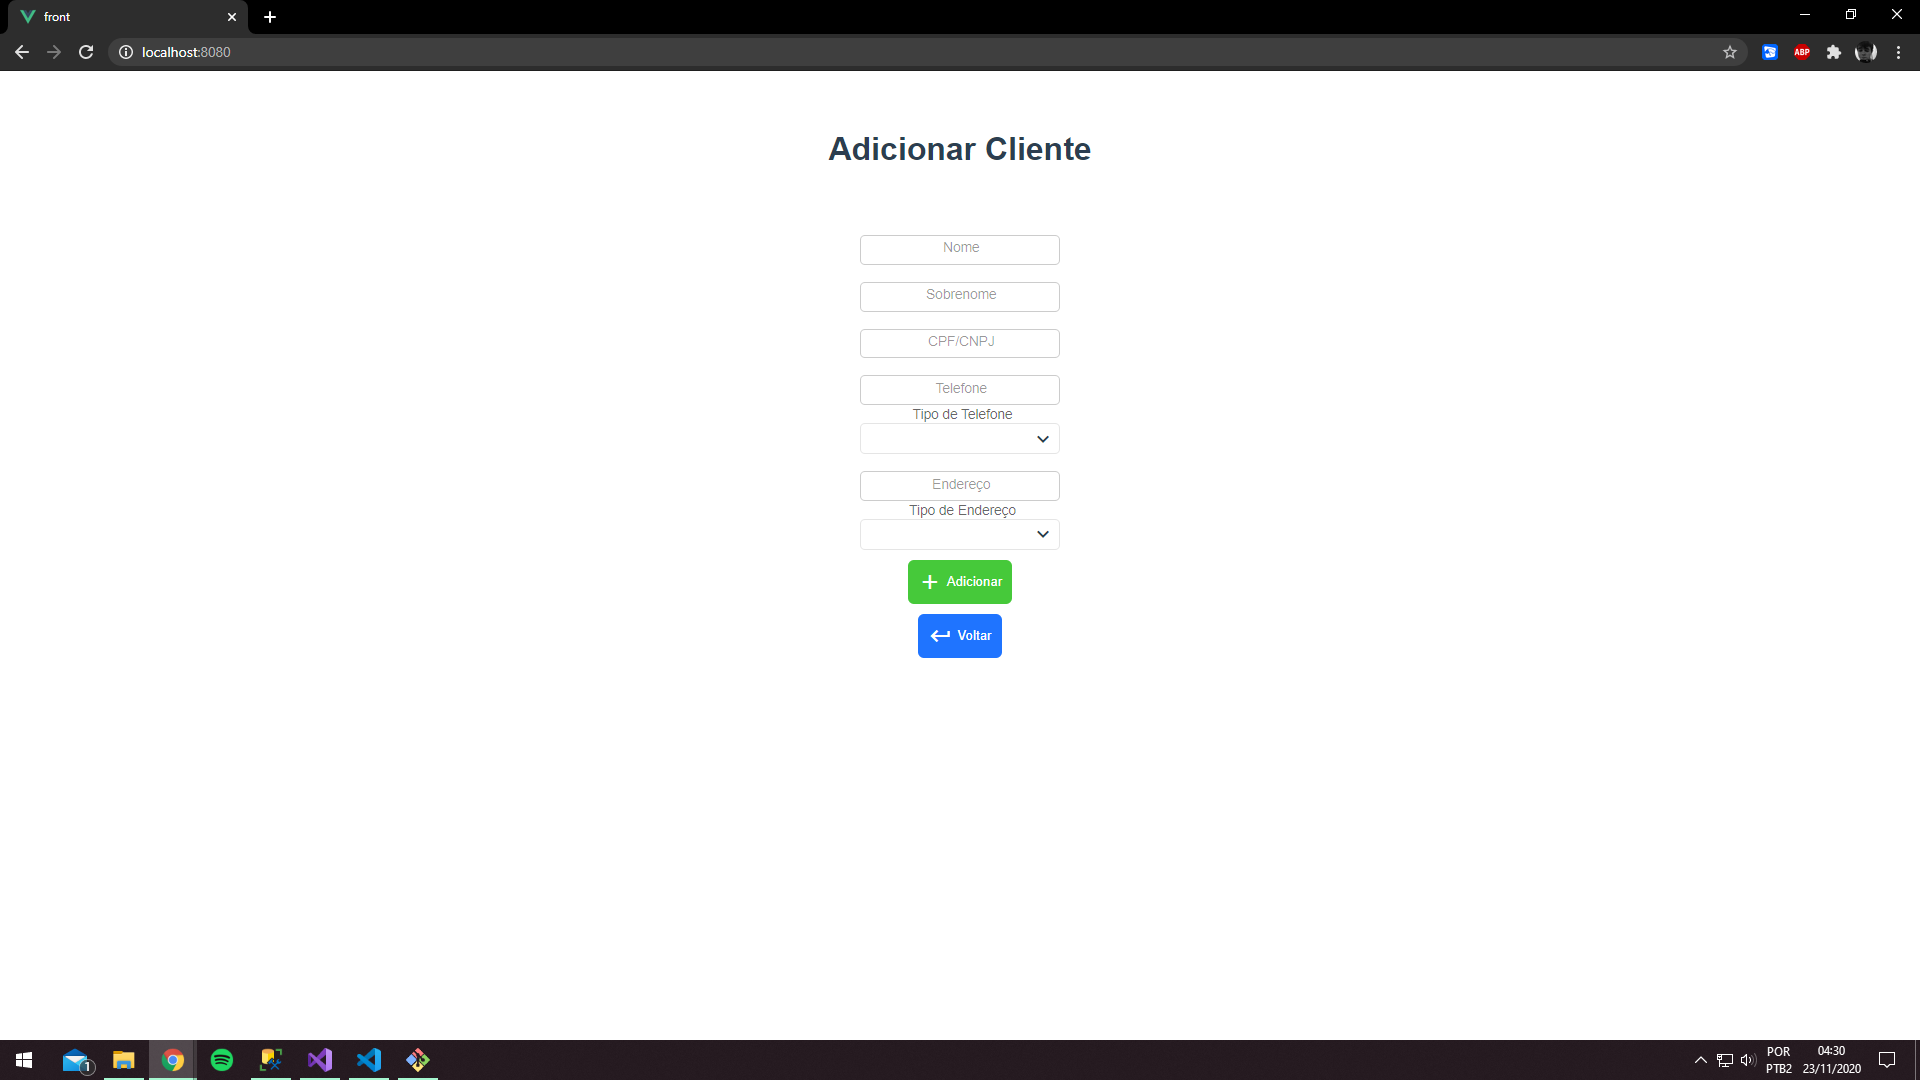 front
localhost:8080
ABP
Adicionar Cliente
Nome
Sobrenome
CPF/CNPJ
Telefone
Tipo de Telefone
Endereço
Tipo de Endereço
Adicionar
Voltar
1
POR
PTB2
04:30
23/11/2020